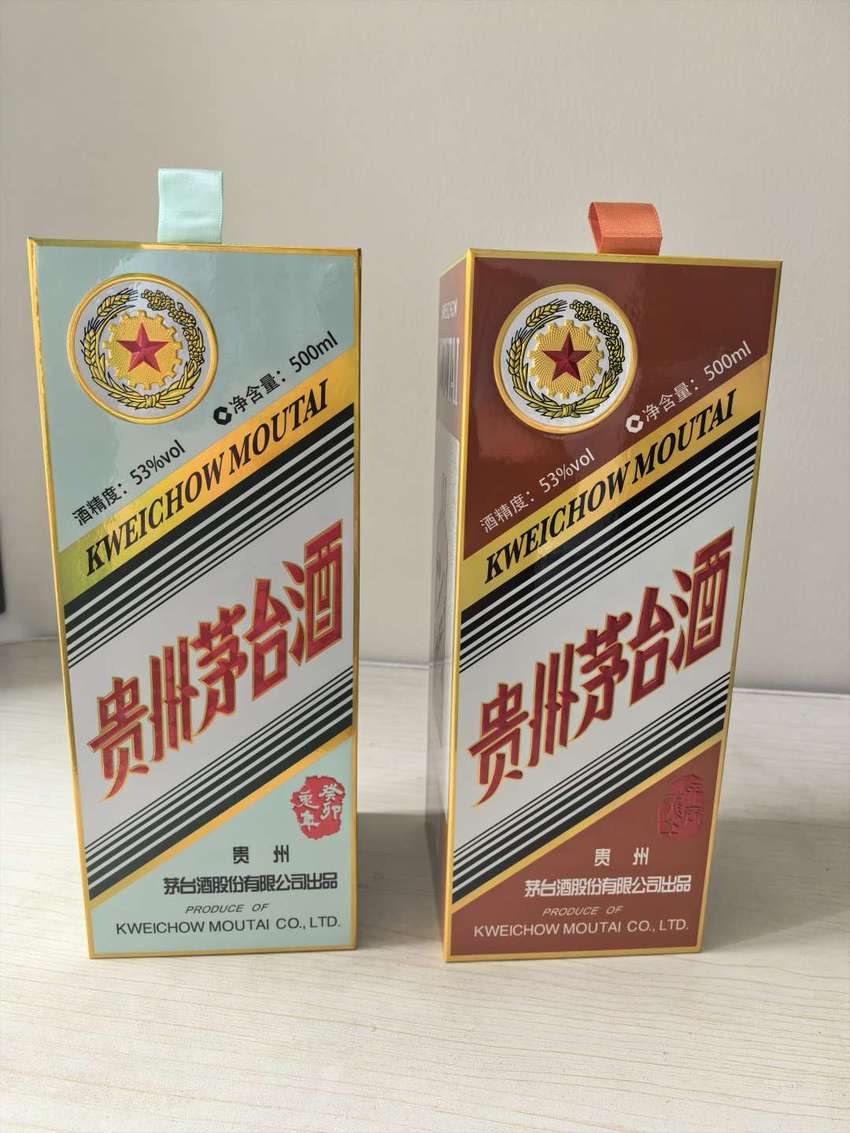 酒精度：53%vol
净含量：500ml
KWEICHOW MOUTAI
贵州茅台酒
癸卯
兔年
贵 州
茅台酒股份有限公司出品
PRODUCE OF
KWEICHOW MOUTAI CO., LTD.
酒精度：53%vol
净含量：500ml
KWEICHOW MOUTAI
贵州茅台酒
贵 州
茅台酒股份有限公司出品
PRODUCE OF
KWEICHOW MOUTAI CO., LTD.